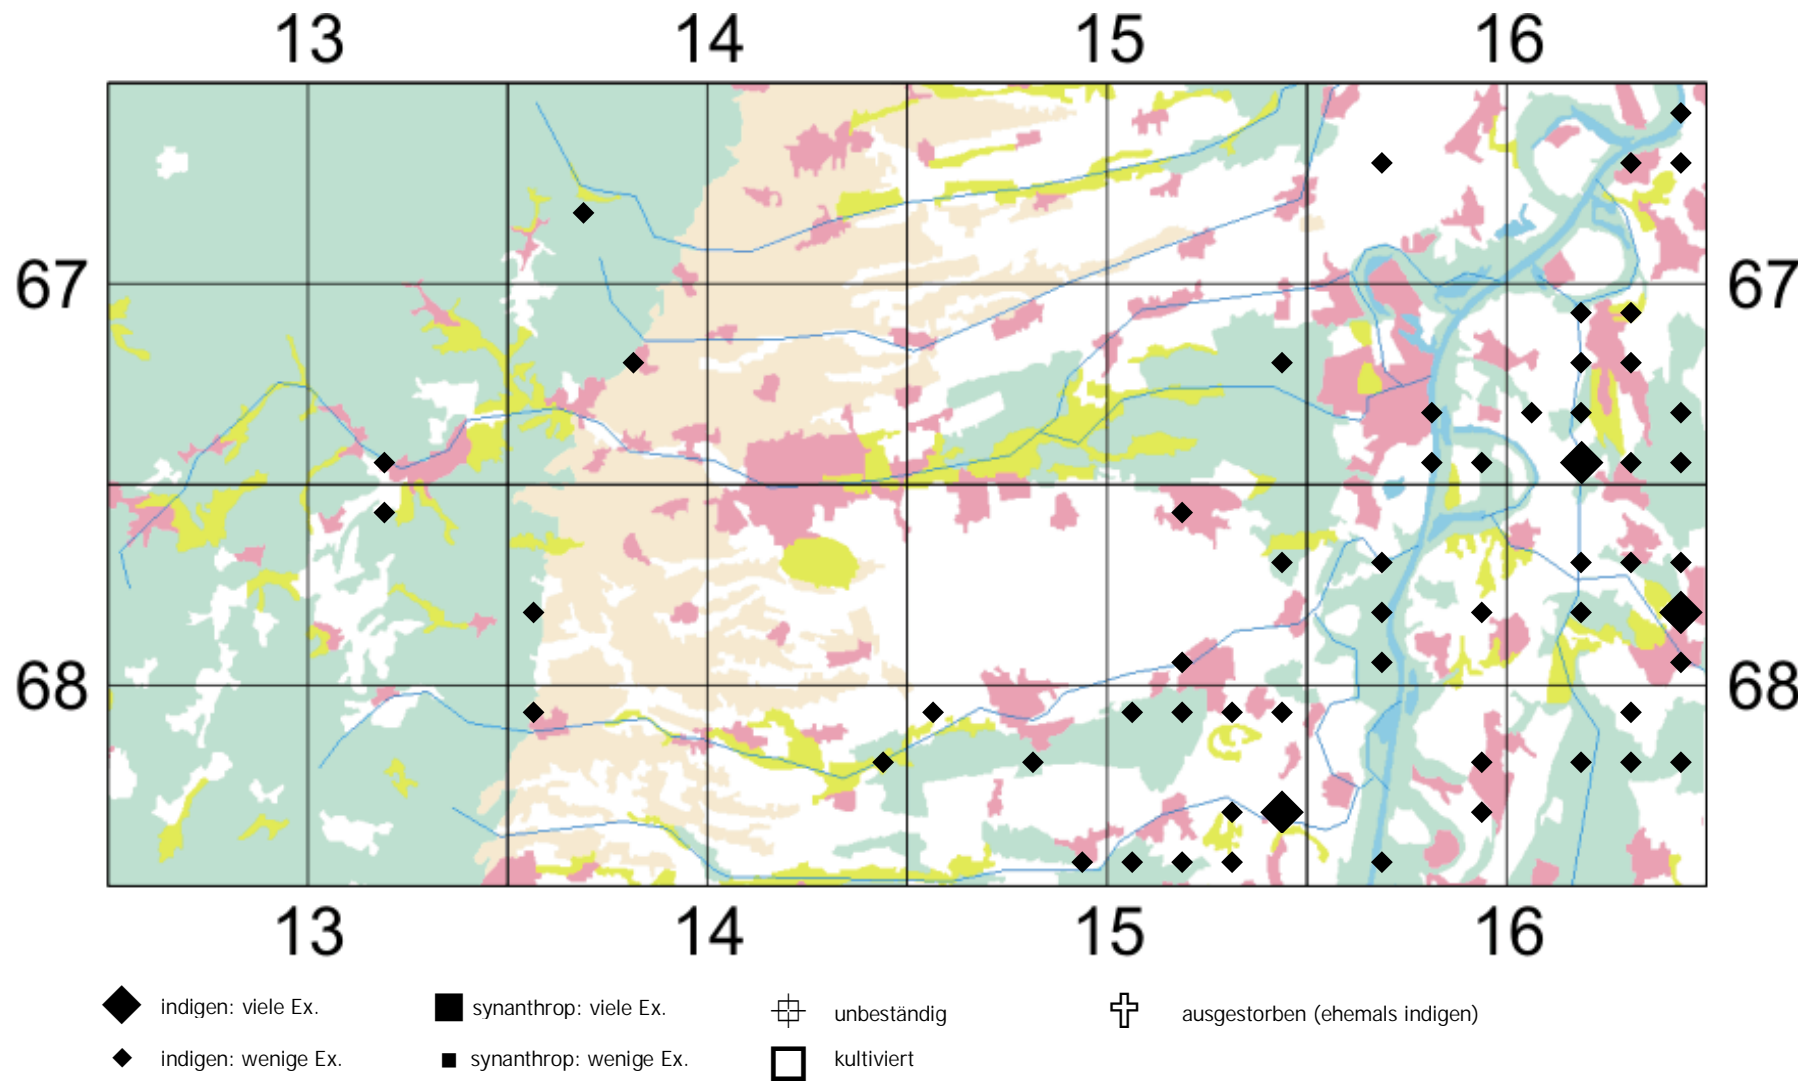 13 14 15 16
67 67
68 68
13 14 15 16
indigen: viele Ex. synanthrop: viele Ex. unbeständig ausgestorben (ehemals indigen)
indigen: wenige Ex. synanthrop: wenige Ex. kultiviert